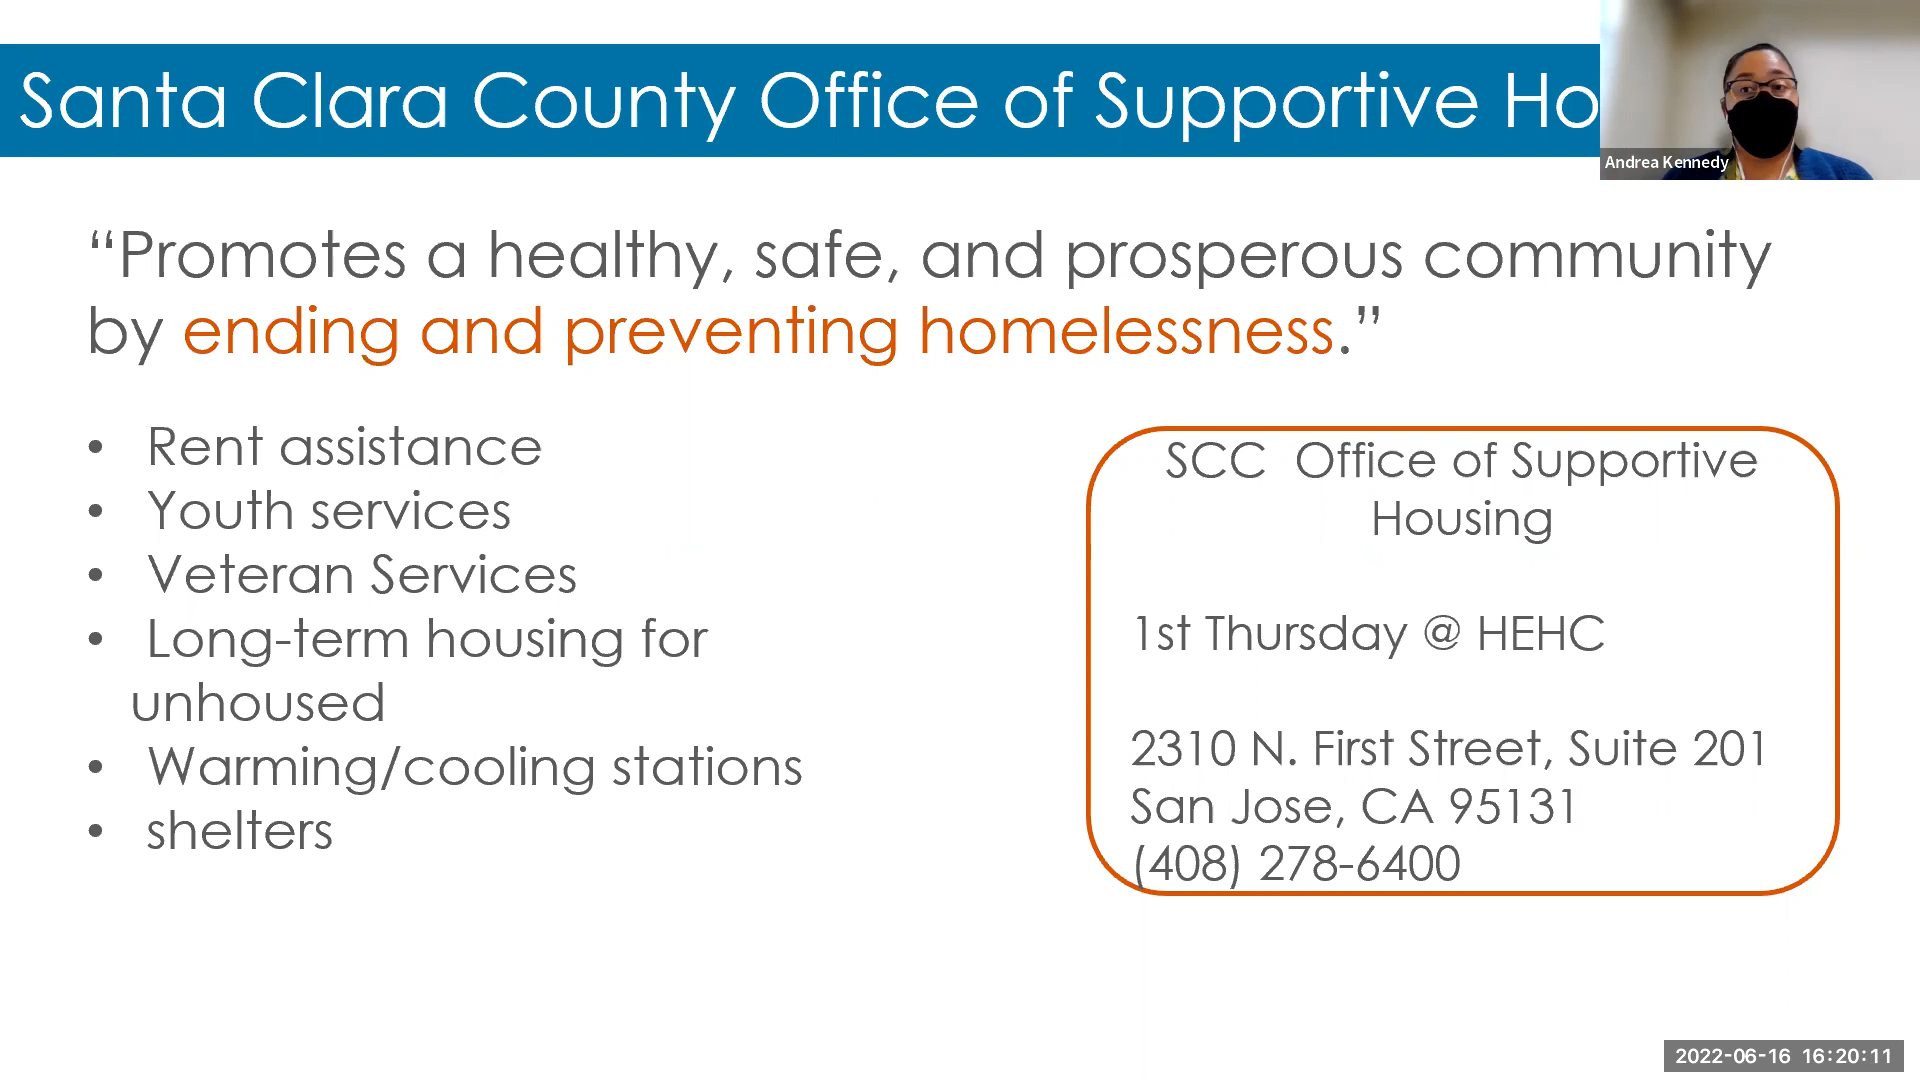 Santa Clara County Office of Supportive Ho
Andrea Kennedy
“Promotes a healthy, safe, and prosperous community
by ending and preventing homelessness.”
• Rent assistance
• Youth services
• Veteran Services
• Long-term housing for
unhoused
• Warming/cooling stations
• shelters
SCC Office of Supportive
Housing
1st Thursday @ HEHC
2310 N. First Street, Suite 201
San Jose, CA 95131
(408) 278-6400
2022-06-16 16:20:11